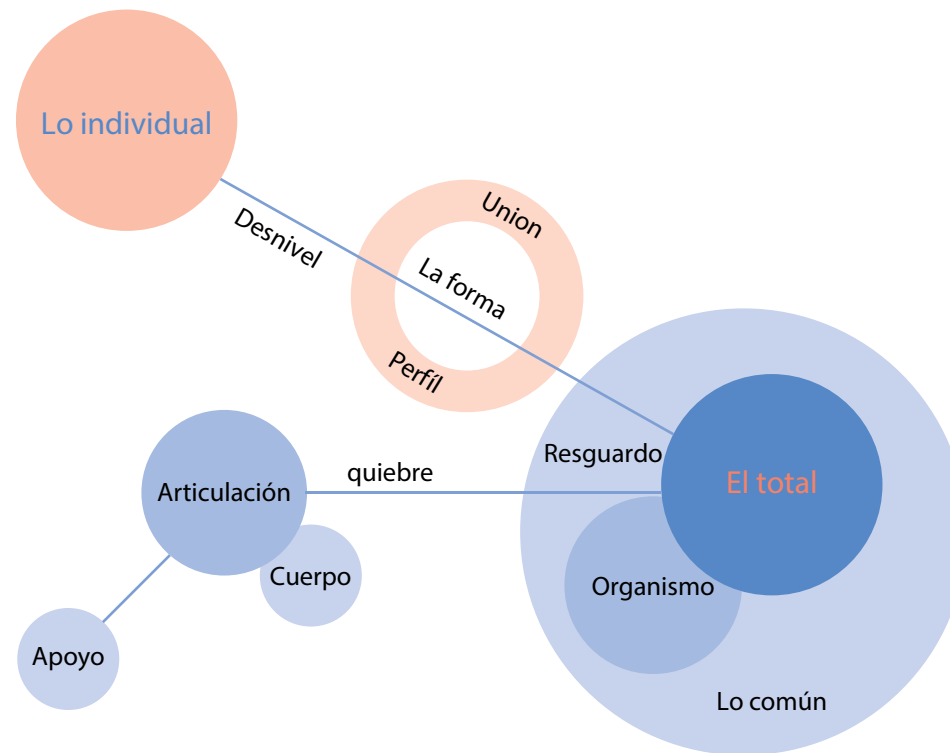 Lo individual
Desnivel
Union
La forma
Perfíl
Resguardo
El total
quiebre
Articulación
Cuerpo
Organismo
Apoyo
Lo común